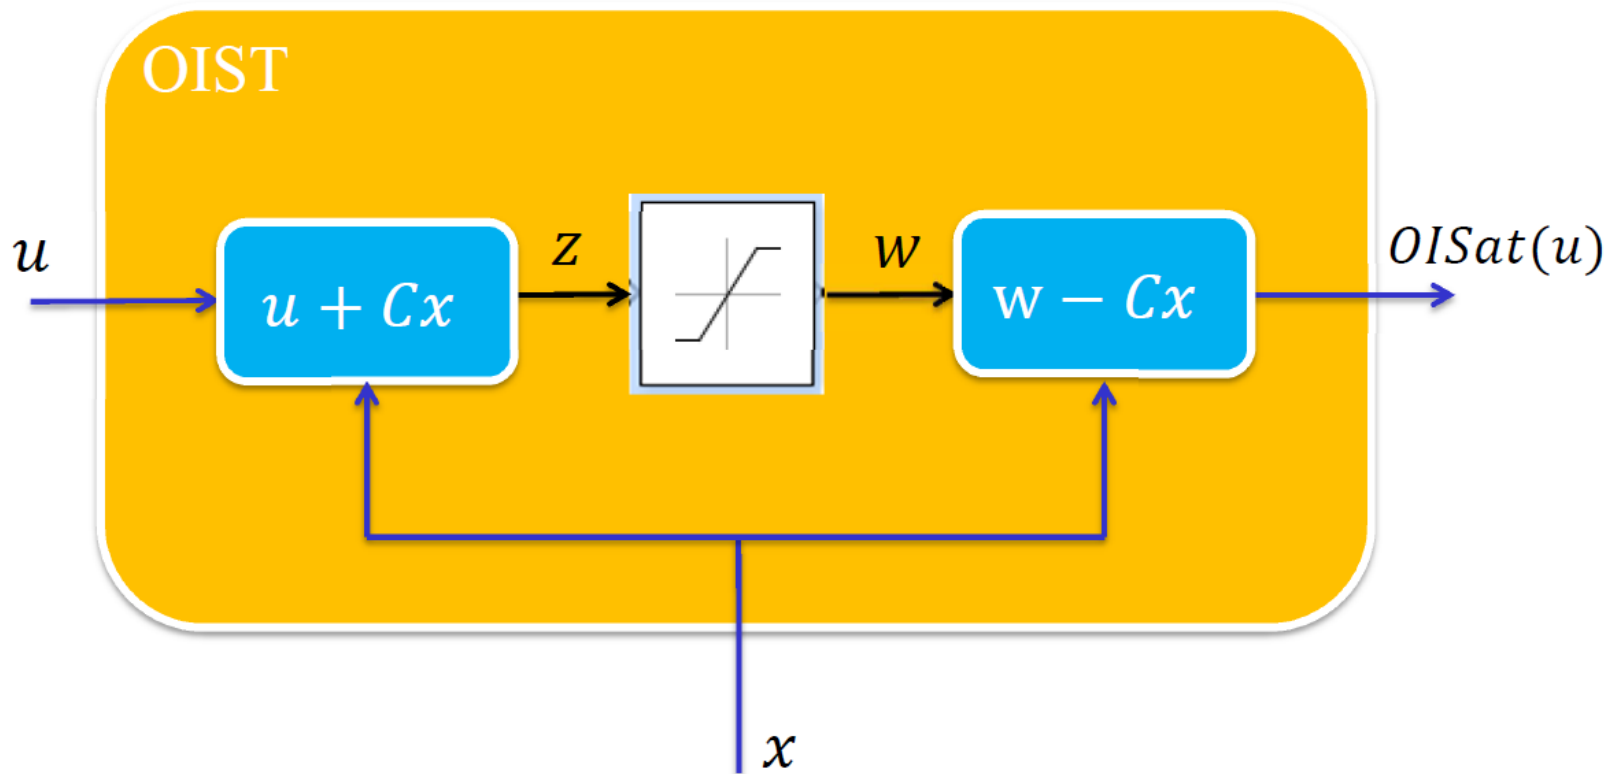 OIST
u
u + Cx
z
w
w − Cx
OISat(u)
x